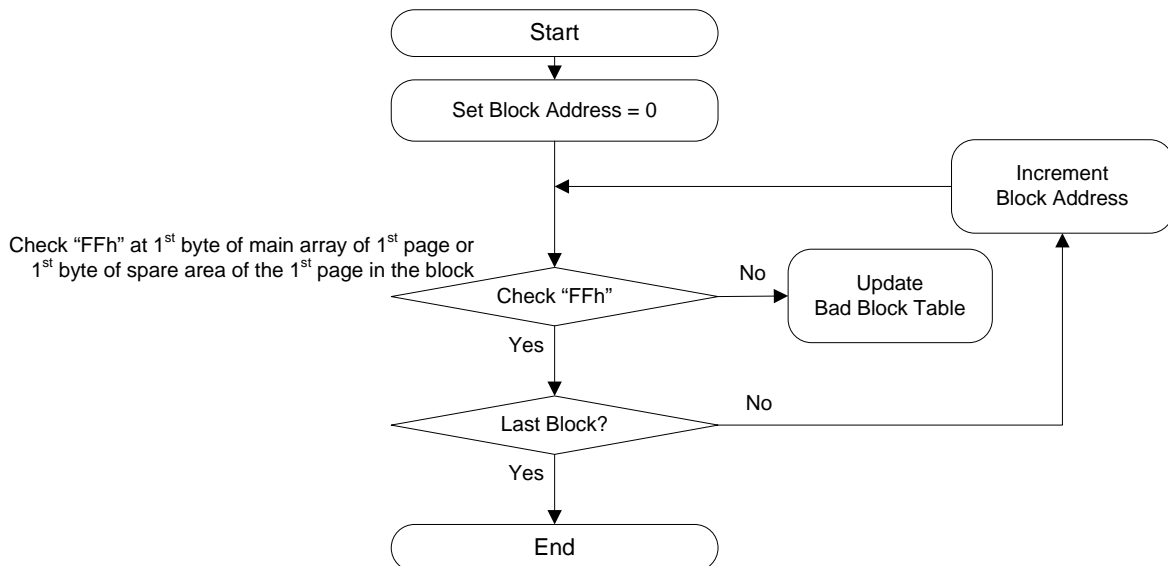 Start
Set Block Address = 0
Increment
Block Address
Check “FFh” at 1st byte of main array of 1st page or
1st byte of spare area of the 1st page in the block
Check “FFh”
No
Update
Bad Block Table
Yes
Last Block?
No
Yes
End